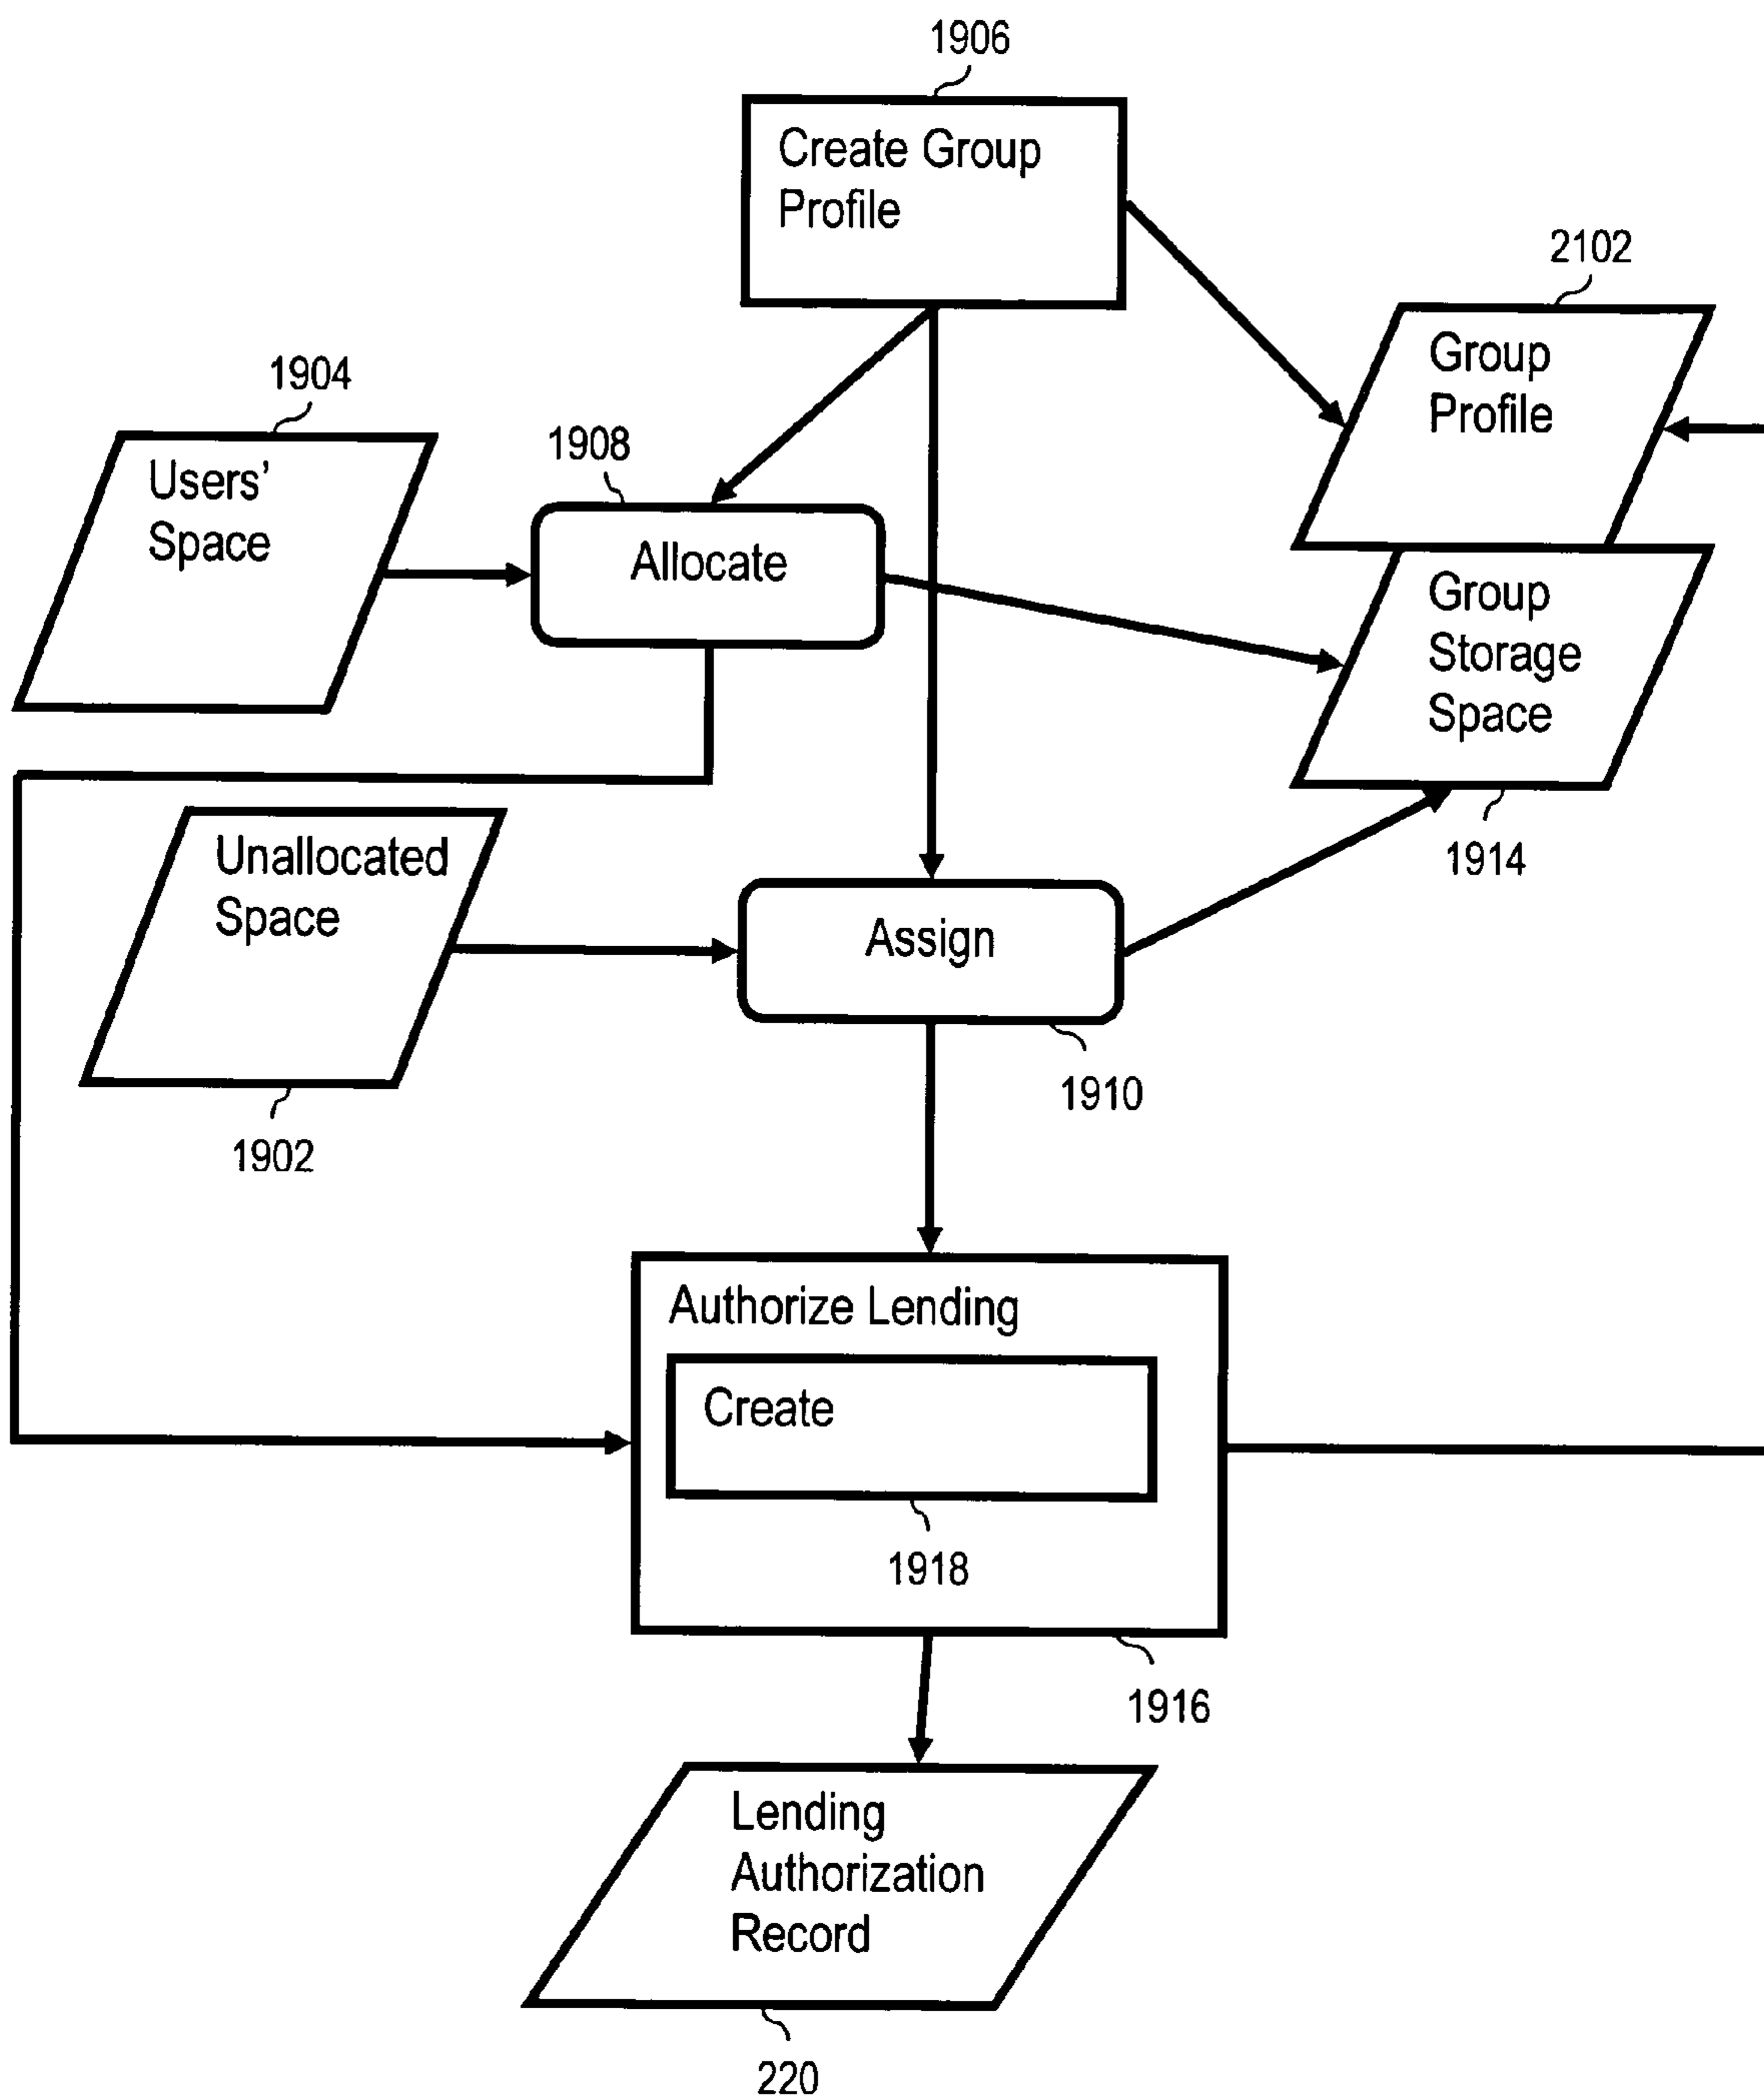 1906
Create Group
Profile
2102
Group
Profile
1904
Users'
Space
1908
Allocate
Group
Storage
Space
1914
Unallocated
Space
1902
Assign
1910
Authorize Lending
Create
1918
1916
Lending
Authorization
Record
220